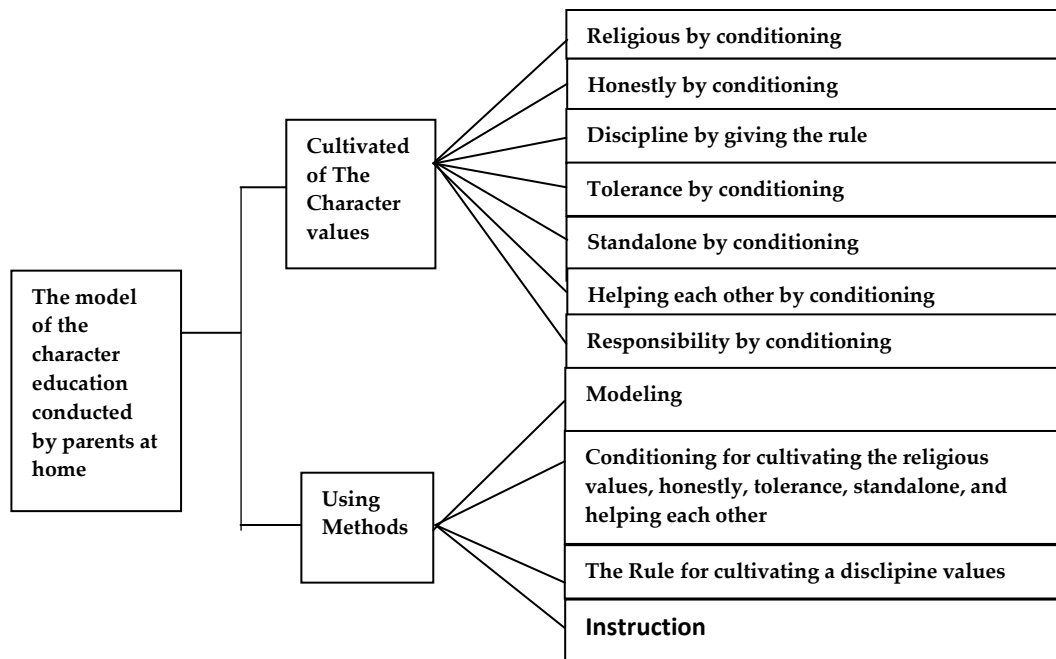 The model
of the
character
education
conducted
by parents at
home
Cultivated
of The
Character
values
Religious by conditioning
Honestly by conditioning
Discipline by giving the rule
Tolerance by conditioning
Standalone by conditioning
Helping each other by conditioning
Responsibility by conditioning
Using
Methods
Modeling
Conditioning for cultivating the religious
values, honestly, tolerance, standalone, and
helping each other
The Rule for cultivating a disclipine values
Instruction